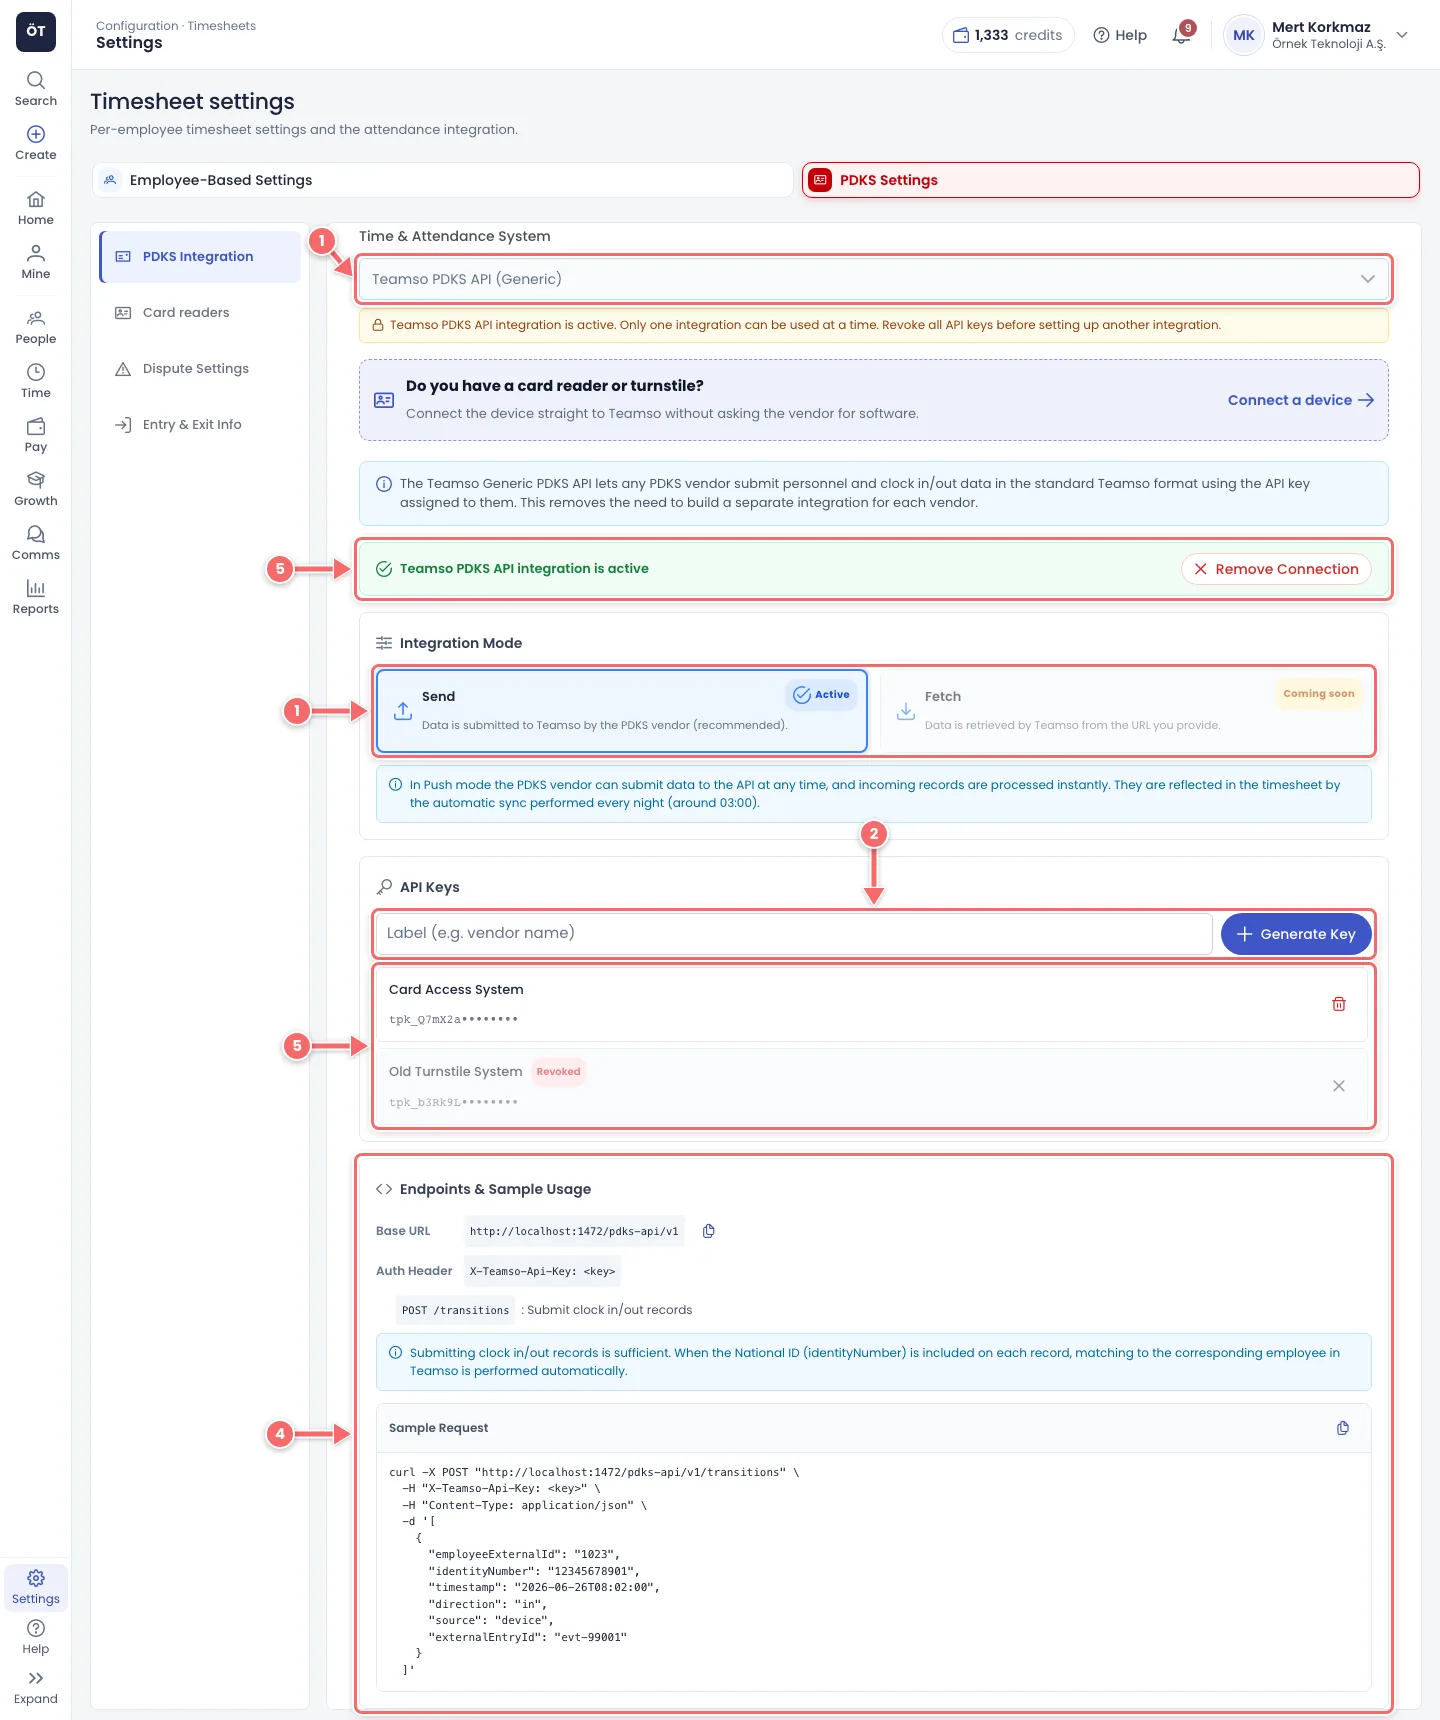 ÖT
Configuration · Timesheets
Settings
1,333 credits
Help
9
MK
Mert Korkmaz
Örnek Teknoloji A.Ş.
Search
Create
Home
Mine
People
Time
Pay
Growth
Comms
Reports
Settings
Help
Expand
Timesheet settings
Per-employee timesheet settings and the attendance integration.
Employee-Based Settings
PDKS Settings
PDKS Integration
Card readers
Dispute Settings
Entry & Exit Info
Time & Attendance System
1
Teamso PDKS API (Generic)
Teamso PDKS API integration is active. Only one integration can be used at a time. Revoke all API keys before setting up another integration.
Do you have a card reader or turnstile?
Connect the device straight to Teamso without asking the vendor for software.
Connect a device
The Teamso Generic PDKS API lets any PDKS vendor submit personnel and clock in/out data in the standard Teamso format using the API key
assigned to them. This removes the need to build a separate integration for each vendor.
5
Teamso PDKS API integration is active
Remove Connection
Integration Mode
1
Send
Active
Data is submitted to Teamso by the PDKS vendor (recommended).
Fetch
Coming soon
Data is retrieved by Teamso from the URL you provide.
In Push mode the PDKS vendor can submit data to the API at any time, and incoming records are processed instantly. They are reflected in the timesheet by
the automatic sync performed every night (around 03:00).
2
API Keys
Label (e.g. vendor name)
Generate Key
5
Card Access System
tpk_Q7mX2a••••••••
Old Turnstile System
Revoked
tpk_b3Rk9L••••••••
4
Endpoints & Sample Usage
Base URL
http://localhost:1472/pdks-api/v1
Auth Header
X-Teamso-Api-Key: <key>
POST /transitions : Submit clock in/out records
Submitting clock in/out records is sufficient. When the National ID (identityNumber) is included on each record, matching to the corresponding employee in
Teamso is performed automatically.
Sample Request
curl -X POST "http://localhost:1472/pdks-api/v1/transitions" \
-H "X-Teamso-Api-Key: <key>" \
-H "Content-Type: application/json" \
-d '[
{
"employeeExternalId": "1023",
"identityNumber": "12345678901",
"timestamp": "2026-06-26T08:02:00",
"direction": "in",
"source": "device",
"externalEntryId": "evt-99001"
}
]'